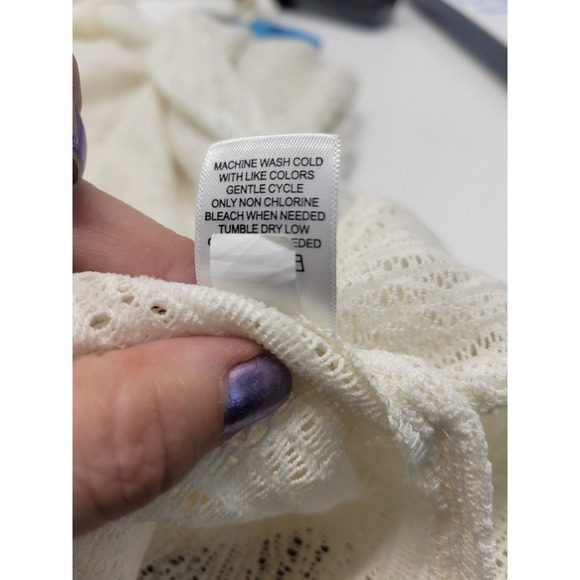 MACHINE WASH COLD
WITH LIKE COLORS
GENTLE CYCLE
ONLY NON CHLORINE
BLEACH WHEN NEEDED
TUMBLE DRY LOW